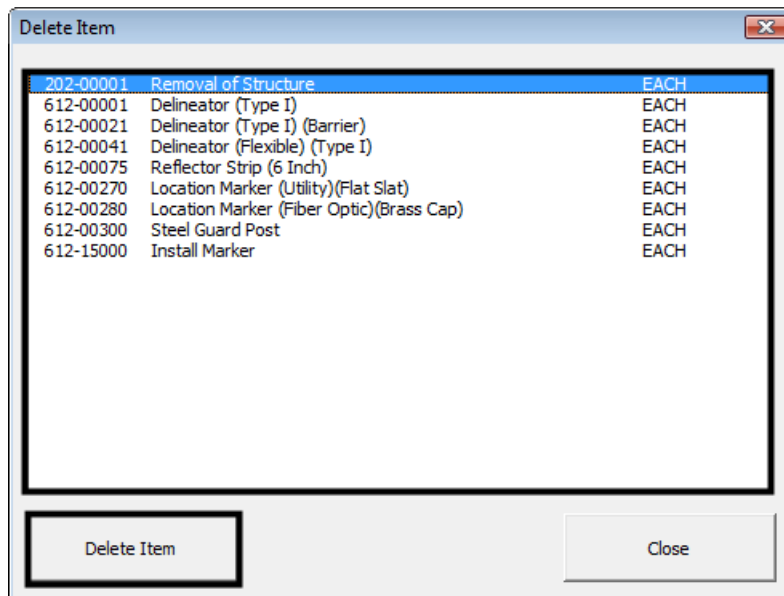 Delete Item
202-00001 Removal of Structure EACH
612-00001 Delineator (Type I) EACH
612-00021 Delineator (Type I) (Barrier) EACH
612-00041 Delineator (Flexible) (Type I) EACH
612-00075 Reflector Strip (6 Inch) EACH
612-00270 Location Marker (Utility)(Flat Slat) EACH
612-00280 Location Marker (Fiber Optic)(Brass Cap) EACH
612-00300 Steel Guard Post EACH
612-15000 Install Marker EACH
Delete Item Close